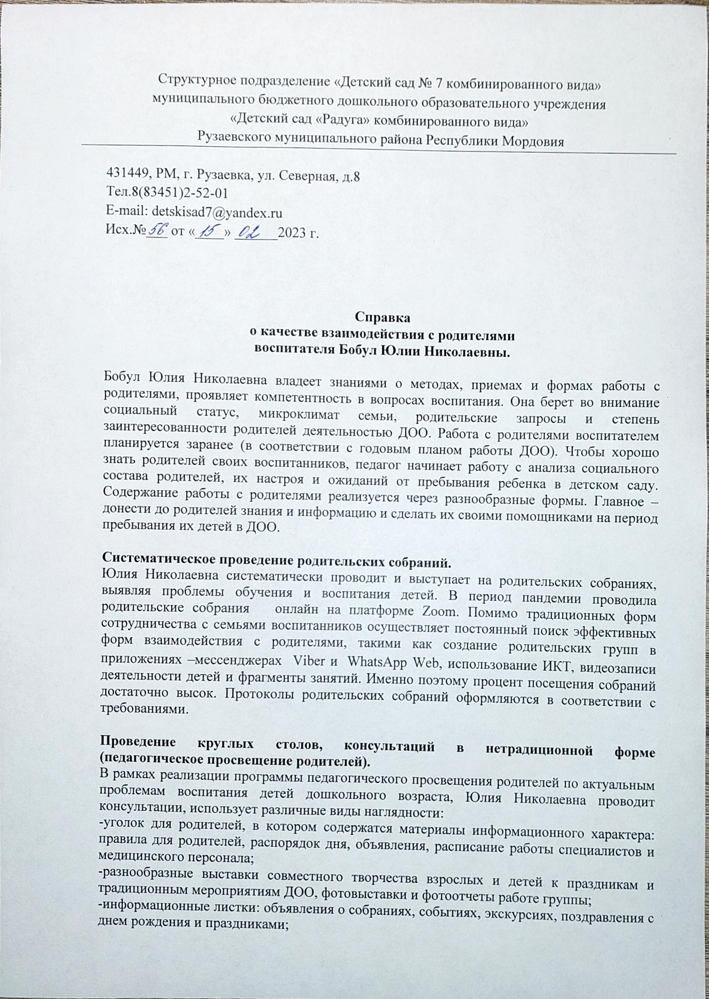 Структурное подразделение «Детский сад № 7 комбинированного вида»
муниципального бюджетного дошкольного образовательного учреждения
«Детский сад «Радуга» комбинированного вида»
Рузаевского муниципального района Республики Мордовия
431449, РМ, г. Рузаевка, ул. Северная, д.8
Тел.8(83451)2-52-01
E-mail: detskisad7@yandex.ru
Исх.№ 56 от « 15 » 02 2023 г.
Справка
о качестве взаимодействия с родителями
воспитателя Бобул Юлии Николаевны.
Бобул Юлия Николаевна владеет знаниями о методах, приемах и формах работы с
родителями, проявляет компетентность в вопросах воспитания. Она берет во внимание
социальный статус, микроклимат семьи, родительские запросы и степень
заинтересованности родителей деятельностью ДОО. Работа с родителями воспитателем
планируется заранее (в соответствии с годовым планом работы ДОО). Чтобы хорошо
знать родителей своих воспитанников, педагог начинает работу с анализа социального
состава родителей, их настроя и ожиданий от пребывания ребенка в детском саду.
Содержание работы с родителями реализуется через разнообразные формы. Главное –
донести до родителей знания и информацию и сделать их своими помощниками на период
пребывания их детей в ДОО.
Систематическое проведение родительских собраний.
Юлия Николаевна систематически проводит и выступает на родительских собраниях,
выявляя проблемы обучения и воспитания детей. В период пандемии проводила
родительские собрания онлайн на платформе Zoom. Помимо традиционных форм
сотрудничества с семьями воспитанников осуществляет постоянный поиск эффективных
форм взаимодействия с родителями, такими как создание родительских групп в
приложениях –мессенджерах Viber и WhatsApp Web, использование ИКТ, видеозаписи
деятельности детей и фрагменты занятий. Именно поэтому процент посещения собраний
достаточно высок. Протоколы родительских собраний оформляются в соответствии с
требованиями.
Проведение круглых столов, консультаций в нетрадиционной форме
(педагогическое просвещение родителей).
В рамках реализации программы педагогического просвещения родителей по актуальным
проблемам воспитания детей дошкольного возраста, Юлия Николаевна проводит
консультации, использует различные виды наглядности:
-уголок для родителей, в котором содержатся материалы информационного характера:
правила для родителей, распорядок дня, объявления, расписание работы специалистов и
медицинского персонала;
-разнообразные выставки совместного творчества взрослых и детей к праздникам и
традиционным мероприятиям ДОО, фотовыставки и фотоотчеты работе группы;
-информационные листки: объявления о собраниях, событиях, экскурсиях, поздравления с
днем рождения и праздниками;